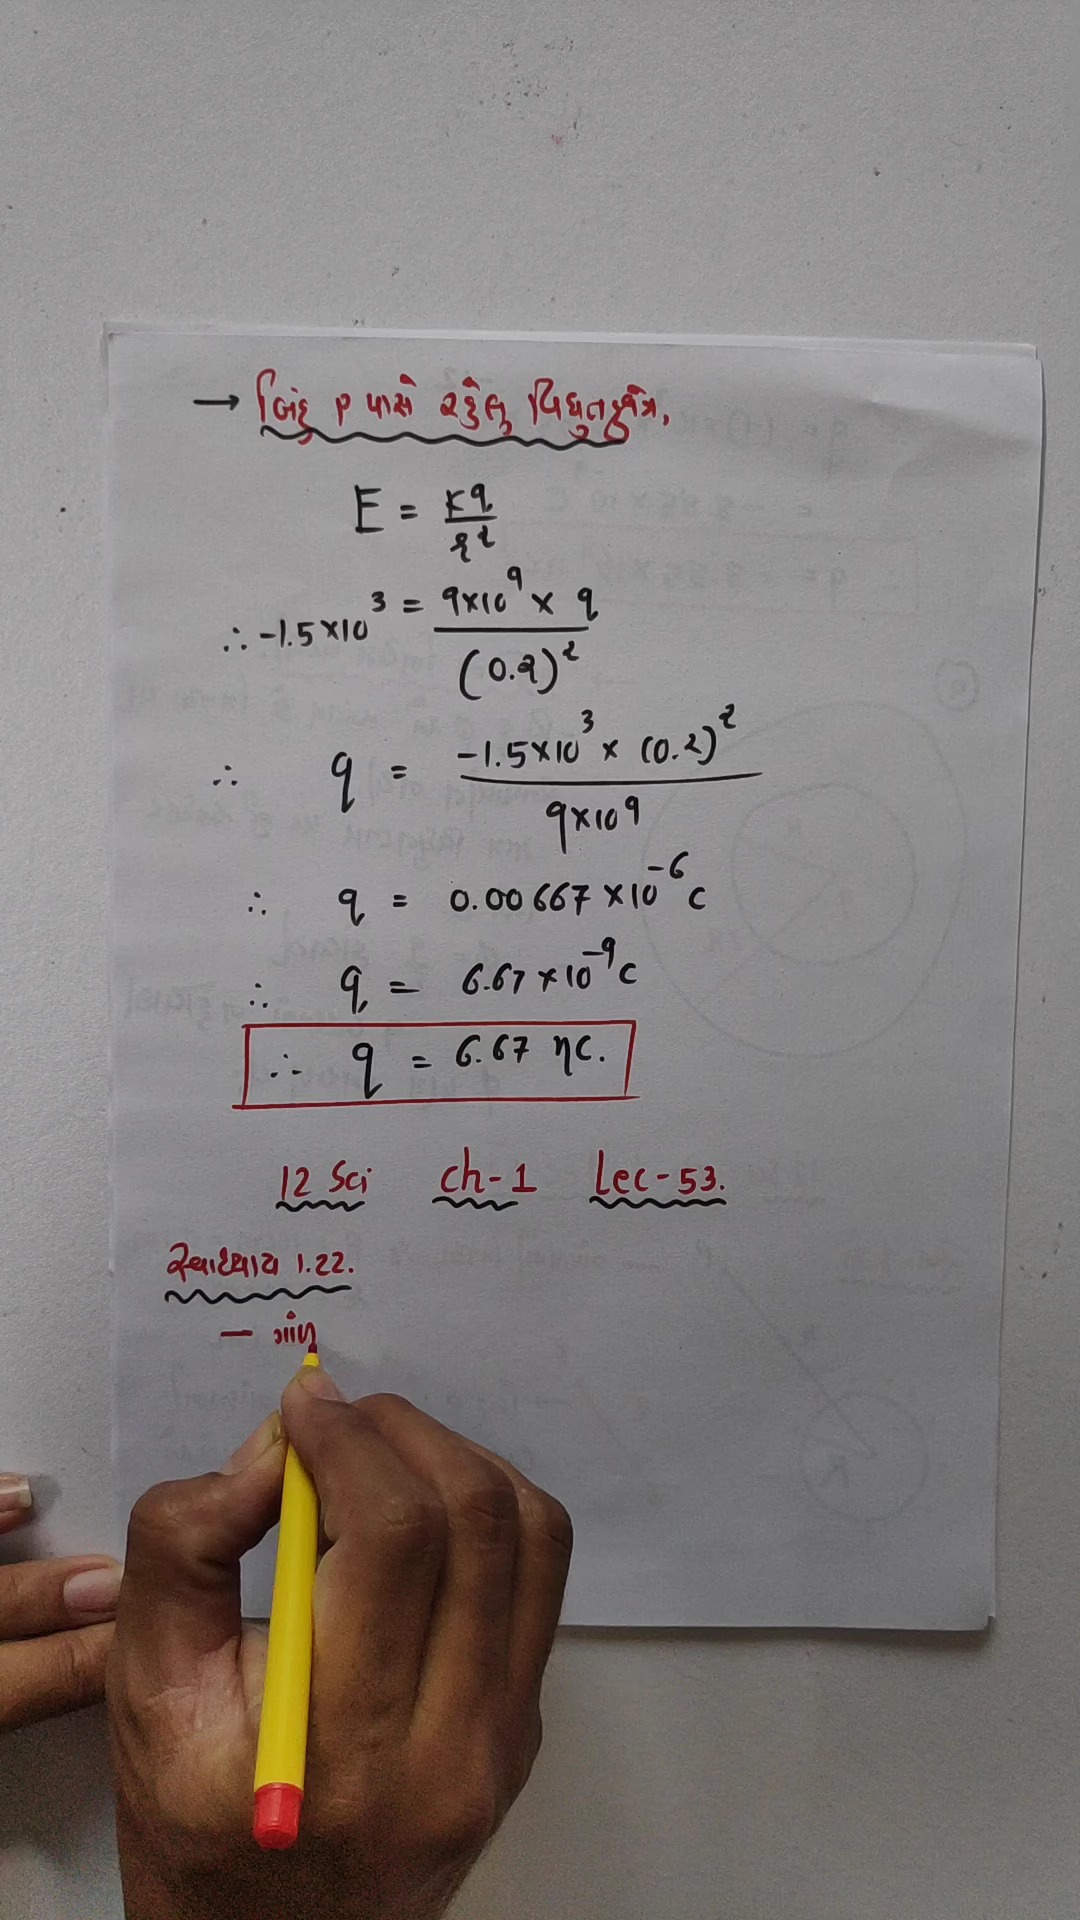 → બિંદુ P પાસે રહેલુ વિધુતક્ષેત્ર,
E = Kq / r²
∴ -1.5×10³ = 9×10⁹ × q / (0.2)²
∴ q = -1.5×10³ × (0.2)² / 9×10⁹
∴ q = 0.00667×10⁻⁶ C
∴ q = 6.67×10⁻⁹ C
∴ q = 6.67 ηC.
12 Sci ch-1 Lec-53.
સ્વાધ્યાય 1.22.
–